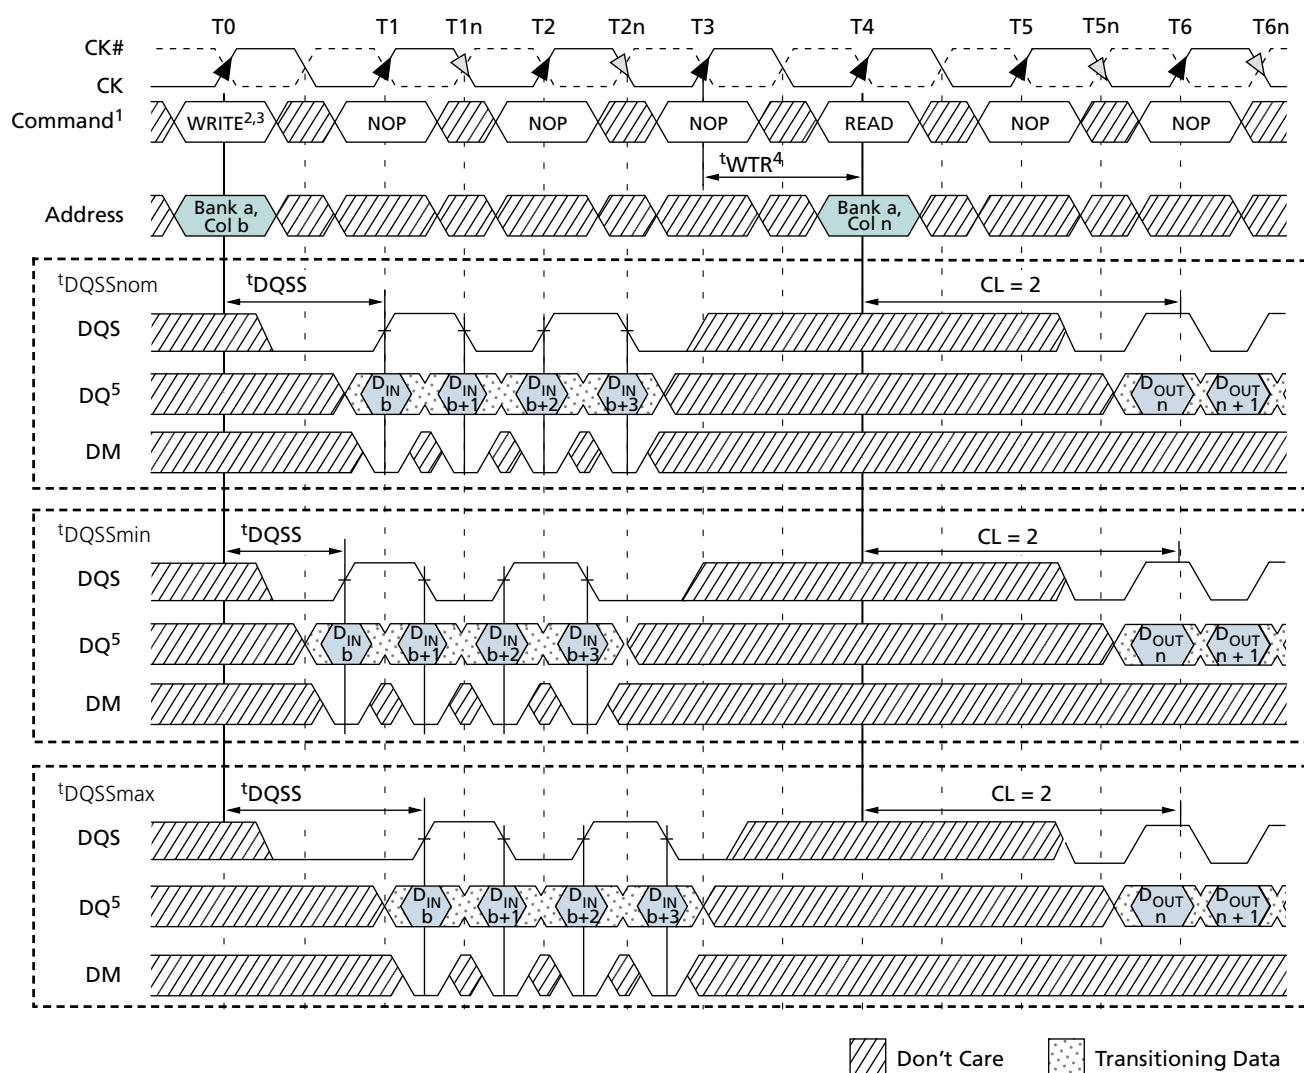 T0 T1 T1n T2 T2n T3 T4 T5 T5n T6 T6n
CK#
CK
Command1 WRITE2,3 NOP NOP NOP READ NOP NOP
tWTR4
Address Bank a, Col b Bank a, Col n
tDQSSnom tDQSS CL = 2
DQS
DQ5 DIN b DIN b+1 DIN b+2 DIN b+3 DOUT n DOUT n + 1
DM
tDQSSmin tDQSS CL = 2
DQS
DQ5 DIN b DIN b+1 DIN b+2 DIN b+3 DOUT n DOUT n + 1
DM
tDQSSmax tDQSS CL = 2
DQS
DQ5 DIN b DIN b+1 DIN b+2 DIN b+3 DOUT n DOUT n + 1
DM
Don't Care Transitioning Data